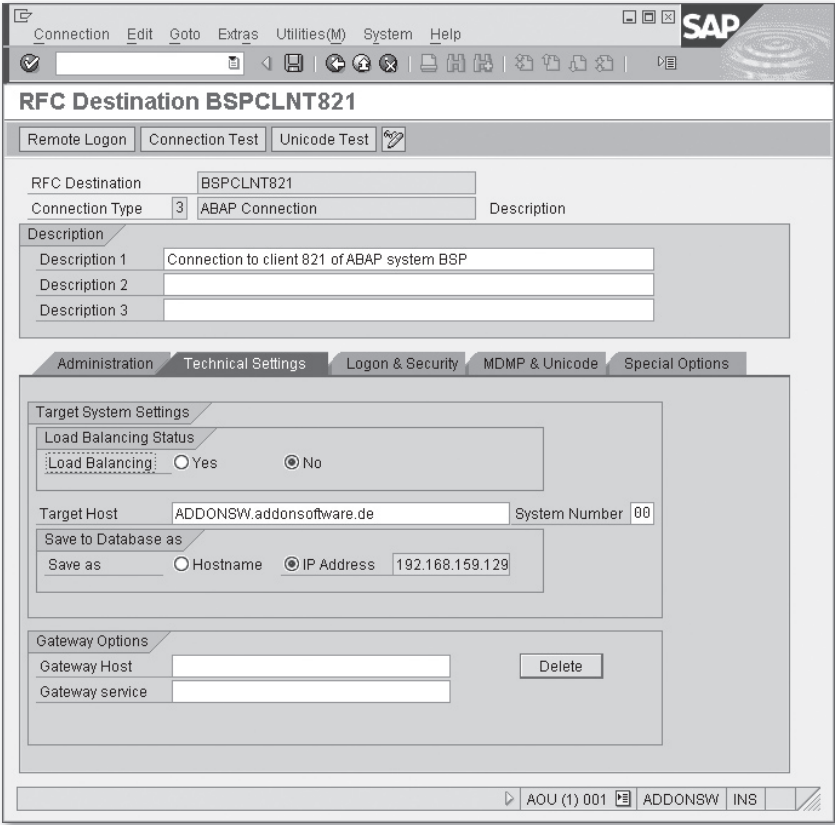 Connection Edit Goto Extras Utilities(M) System Help
SAP
RFC Destination BSPCLNT821
Remote Logon Connection Test Unicode Test
RFC Destination BSPCLNT821
Connection Type 3 ABAP Connection Description
Description
Description 1 Connection to client 821 of ABAP system BSP
Description 2
Description 3
Administration Technical Settings Logon & Security MDMP & Unicode Special Options
Target System Settings
Load Balancing Status
Load Balancing Yes No
Target Host ADDONSW.addonsoftware.de System Number 00
Save to Database as
Save as Hostname IP Address 192.168.159.129
Gateway Options
Gateway Host Delete
Gateway service
AOU (1) 001 ADDONSW INS